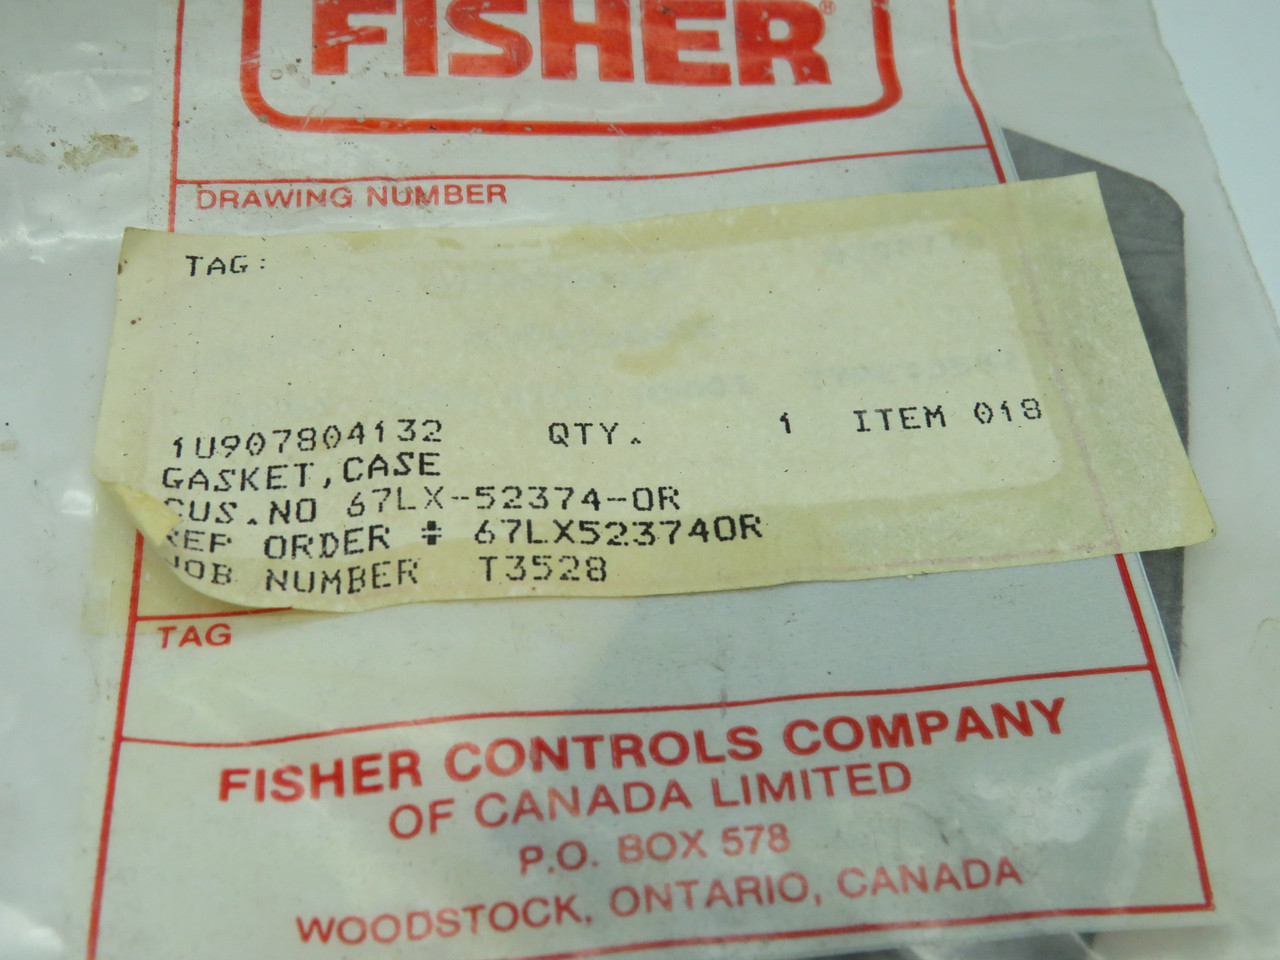 FISHER®
DRAWING NUMBER
TAG:
1U907804132 QTY. 1 ITEM 018
GASKET,CASE
CUS.NO 67LX-52374-OR
REF ORDER # 67LX52374OR
JOB NUMBER T3528
TAG
FISHER CONTROLS COMPANY
OF CANADA LIMITED
P.O. BOX 578
WOODSTOCK, ONTARIO, CANADA